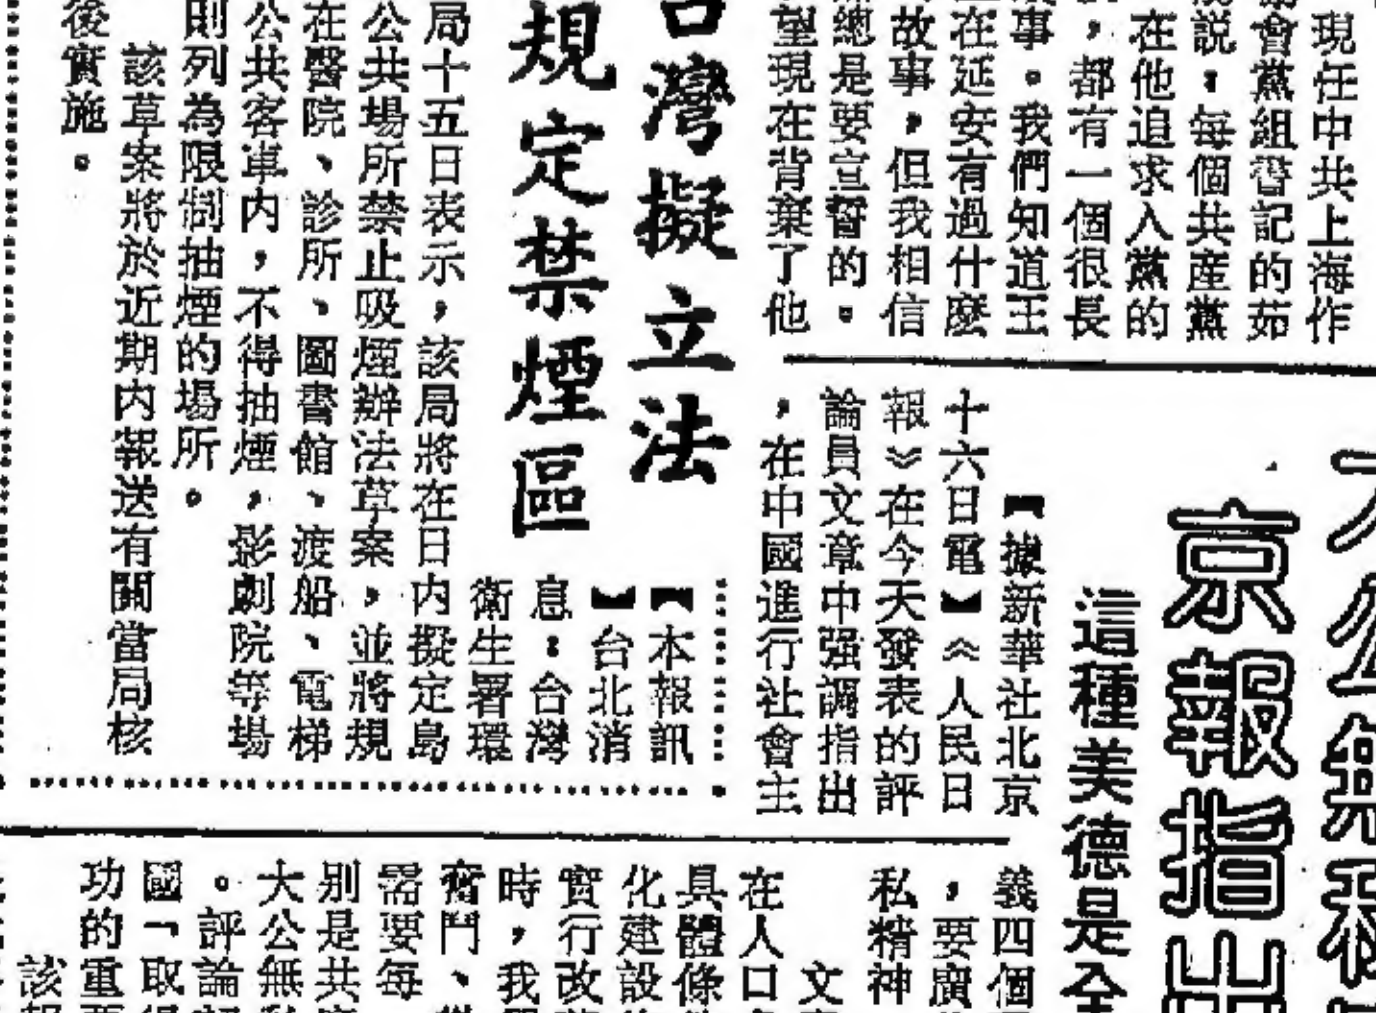 現任中共上海作
會黨組書記的茹
說，每個共産黨
在他追求入黨的
，都有一個很長
事。我們知道王
在延安有過什麽
故事，但我相信
總是要宣誓的。
望現在背棄了他
台灣擬立法
規定禁煙區
【本報訊
】台北消
息：台灣
衛生署環
局十五日表示，該局將在日内擬定島
公共場所禁止吸煙辦法草案，並將規
在醫院、診所、圖書館、渡船、電梯
公共客車内，不得抽煙，影劇院等場
則列為限制抽煙的場所。
該草案將於近期内報送有關當局核
後實施。
京報指出
這種美德是全
【據新華社北京
十六日電】《人民日
報》在今天發表的評
論員文章中强調指出
，在中國進行社會主
義四個
，要廣
私精神
文
在人口
具體條
化建設
實行改
時，我
奮鬥、
需要每
別是共
大公無
。評論
國「取
功的重要
該報